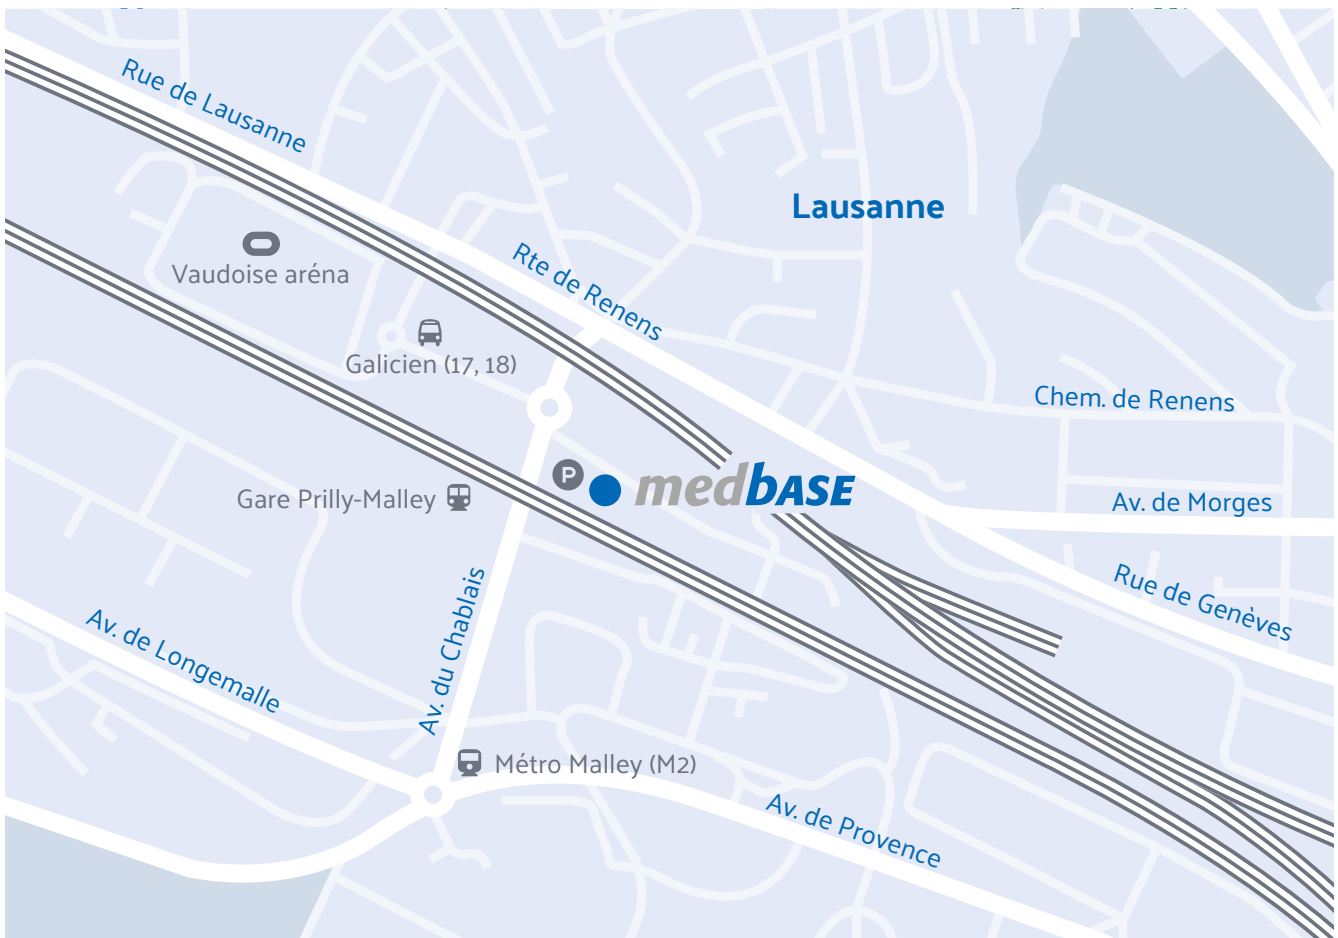 Rue de Lausanne
Lausanne
Vaudoise aréna
Rte de Renens
Galicien (17, 18)
Chem. de Renens
P
medbase
Gare Prilly-Malley
Av. de Morges
Rue de Genèves
Av. du Chablais
Av. de Longemalle
Métro Malley (M2)
Av. de Provence